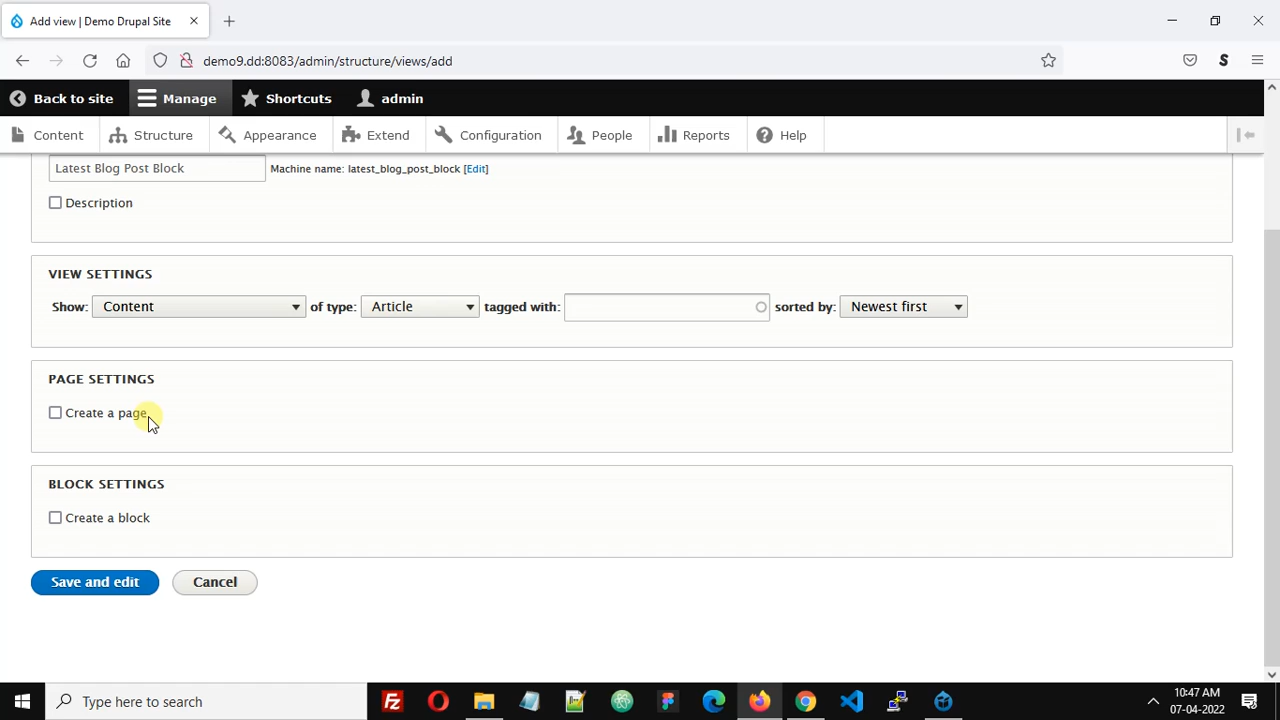 Add view | Demo Drupal Site
demo9.dd:8083/admin/structure/views/add
Back to site Manage Shortcuts admin
Content Structure Appearance Extend Configuration People Reports Help
Latest Blog Post Block Machine name: latest_blog_post_block [Edit]
Description
VIEW SETTINGS
Show: Content of type: Article tagged with: sorted by: Newest first
PAGE SETTINGS
Create a page
BLOCK SETTINGS
Create a block
Save and edit Cancel
Type here to search
10:47 AM
07-04-2022